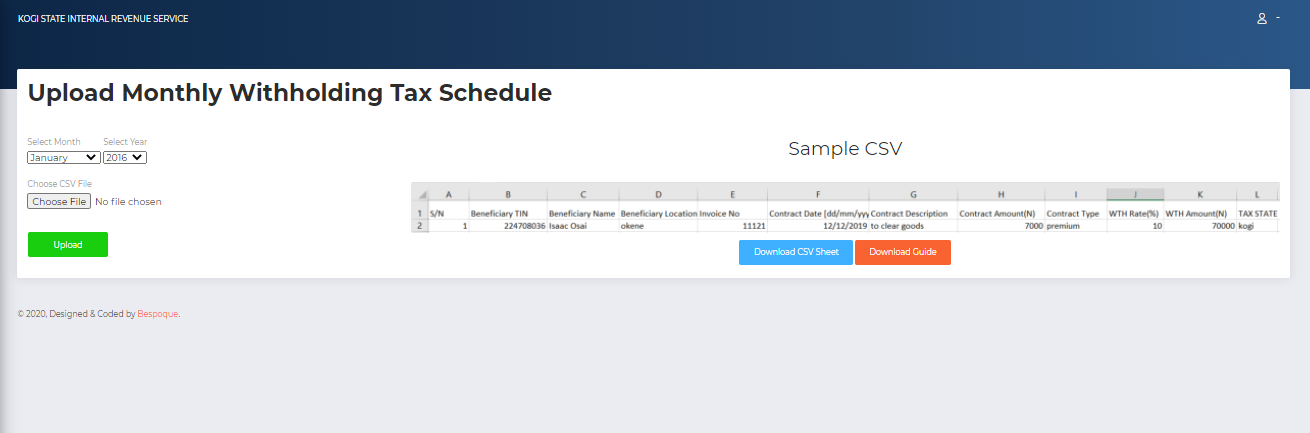 KOGI STATE INTERNAL REVENUE SERVICE
Upload Monthly Withholding Tax Schedule
Select Month Select Year
January 2016
Choose CSV File
Choose File No file chosen
Upload
Sample CSV
A B C D E F G H I J K L
1 S/N Beneficiary TIN Beneficiary Name Beneficiary Location Invoice No Contract Date [dd/mm/yyy Contract Description Contract Amount(N) Contract Type WTH Rate(%) WTH Amount(N) TAX STATE
2 1 224708036 Isaac Osai okene 11121 12/12/2019 to clear goods 7000 premium 10 70000 kogi
Download CSV Sheet Download Guide
© 2020, Designed & Coded by Bespoque.